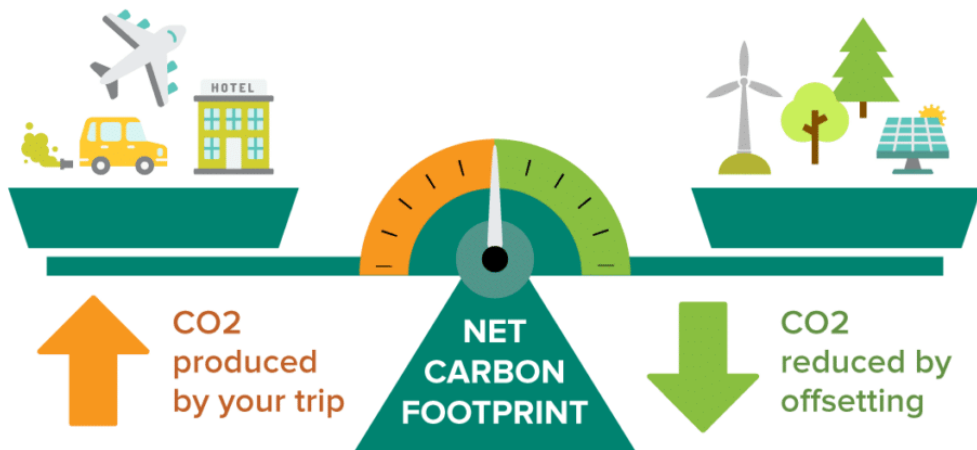 HOTEL
CO2
produced
by your trip
NET
CARBON
FOOTPRINT
CO2
reduced by
offsetting